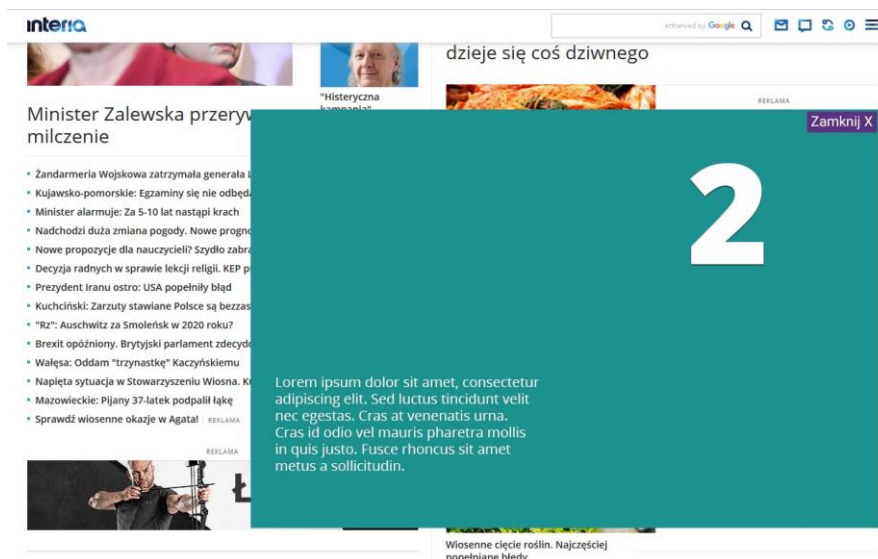 interia
enhanced by Google
dzieje się coś dziwnego
"Histeryczna
kampania"
REKLAMA
Minister Zalewska przeryw
milczenie
Zamknij X
2
Żandarmeria Wojskowa zatrzymała generała
Kujawsko-pomorskie: Egzaminy się nie odbędą
Minister alarmuje: Za 5-10 lat nastąpi krach
Nadchodzi duża zmiana pogody. Nowe progno
Nowe propozycje dla nauczycieli? Szydło zabra
Decyzja radnych w sprawie lekcji religii. KEP
Prezydent Iranu ostro: USA popełniły błąd
Kuchciński: Zarzuty stawiane Polsce są bezzas
"Rz": Auschwitz za Smoleńsk w 2020 roku?
Brexit opóźniony. Brytyjski parlament zdecydo
Wałęsa: Oddam "trzynastkę" Kaczyńskiemu
Napięta sytuacja w Stowarzyszeniu Wiosna.
Mazowieckie: Pijany 37-latek podpalił łąkę
Sprawdź wiosenne okazje w Agata! REKLAMA
Lorem ipsum dolor sit amet, consectetur
adipiscing elit. Sed luctus tincidunt velit
nec egestas. Cras at venenatis urna.
Cras id odio vel mauris pharetra mollis
in quis justo. Fusce rhoncus sit amet
metus a sollicitudin.
REKLAMA
Ł
Wiosenne cięcie roślin. Najczęściej
popełniane błędy